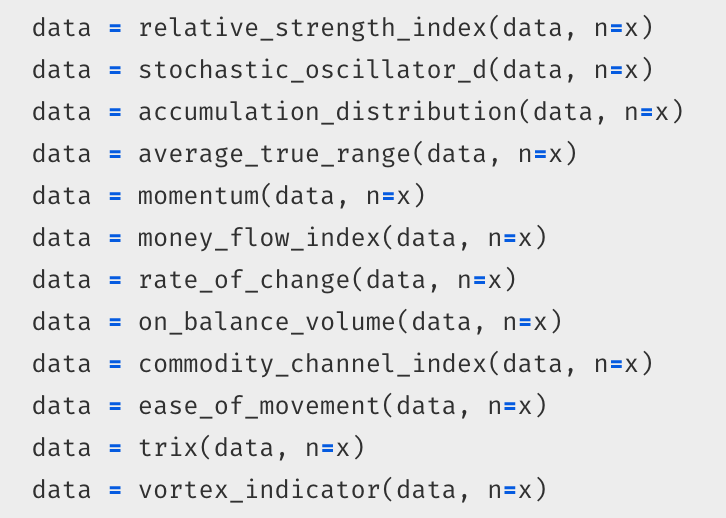 data = relative_strength_index(data, n=x)
data = stochastic_oscillator_d(data, n=x)
data = accumulation_distribution(data, n=x)
data = average_true_range(data, n=x)
data = momentum(data, n=x)
data = money_flow_index(data, n=x)
data = rate_of_change(data, n=x)
data = on_balance_volume(data, n=x)
data = commodity_channel_index(data, n=x)
data = ease_of_movement(data, n=x)
data = trix(data, n=x)
data = vortex_indicator(data, n=x)